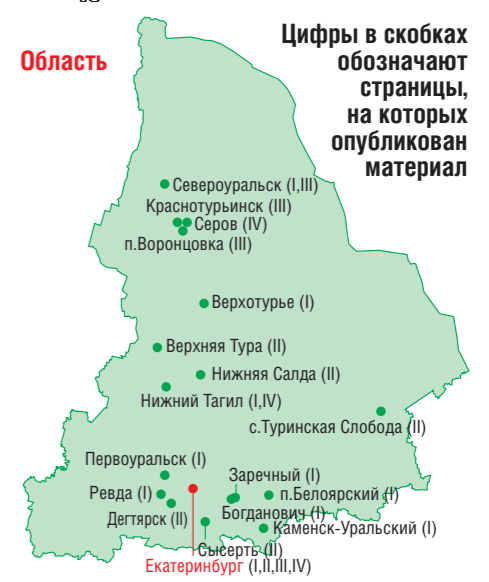 Область
Цифры в скобках
обозначают
страницы,
на которых
опубликован
материал
Североуральск (I,III)
Краснотурьинск (III)
Серов (IV)
п.Воронцовка (III)
Верхотурье (I)
Верхняя Тура (II)
Нижняя Салда (II)
Нижний Тагил (I,IV)
с.Туринская Слобода (II)
Первоуральск (I)
Заречный (I)
Ревда (I)
п.Белоярский (I)
Дегтярск (II)
Богданович (I)
Каменск-Уральский (I)
Сысерть (II)
Екатеринбург (I,II,III,IV)